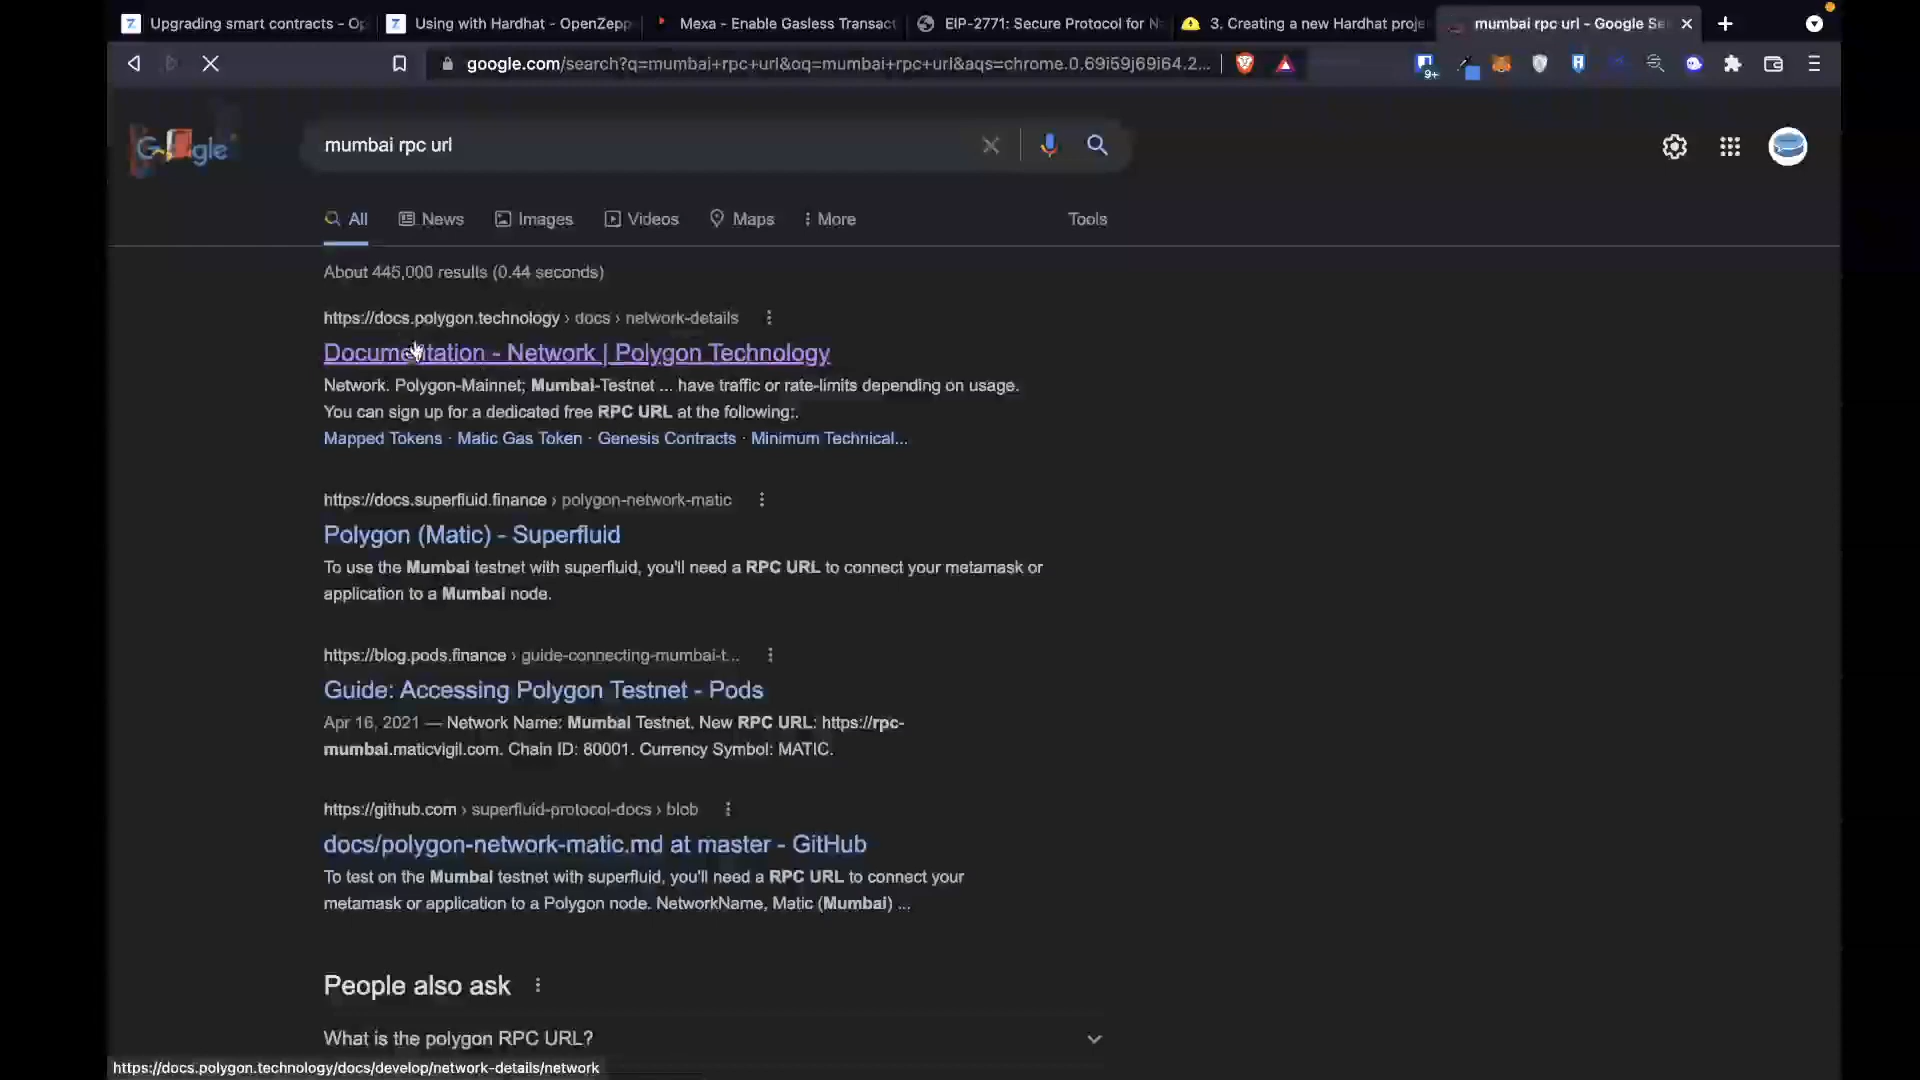 Upgrading smart contracts - Op
Using with Hardhat - OpenZepp
Mexa - Enable Gasless Transact
EIP-2771: Secure Protocol for N
3. Creating a new Hardhat proje
mumbai rpc url - Google Se
google.com/search?q=mumbai+rpc+url&oq=mumbai+rpc+url&aqs=chrome.0.69i59j69i64.2...
9+
Google
mumbai rpc url
All
News
Images
Videos
Maps
More
Tools
About 445,000 results (0.44 seconds)
https://docs.polygon.technology › docs › network-details
Documentation - Network | Polygon Technology
Network. Polygon-Mainnet; Mumbai-Testnet ... have traffic or rate-limits depending on usage.
You can sign up for a dedicated free RPC URL at the following:.
Mapped Tokens · Matic Gas Token · Genesis Contracts · Minimum Technical...
https://docs.superfluid.finance › polygon-network-matic
Polygon (Matic) - Superfluid
To use the Mumbai testnet with superfluid, you'll need a RPC URL to connect your metamask or
application to a Mumbai node.
https://blog.pods.finance › guide-connecting-mumbai-t...
Guide: Accessing Polygon Testnet - Pods
Apr 16, 2021 — Network Name: Mumbai Testnet. New RPC URL: https://rpc-
mumbai.maticvigil.com. Chain ID: 80001. Currency Symbol: MATIC.
https://github.com › superfluid-protocol-docs › blob
docs/polygon-network-matic.md at master - GitHub
To test on the Mumbai testnet with superfluid, you'll need a RPC URL to connect your
metamask or application to a Polygon node. NetworkName, Matic (Mumbai) ...
People also ask
What is the polygon RPC URL?
https://docs.polygon.technology/docs/develop/network-details/network